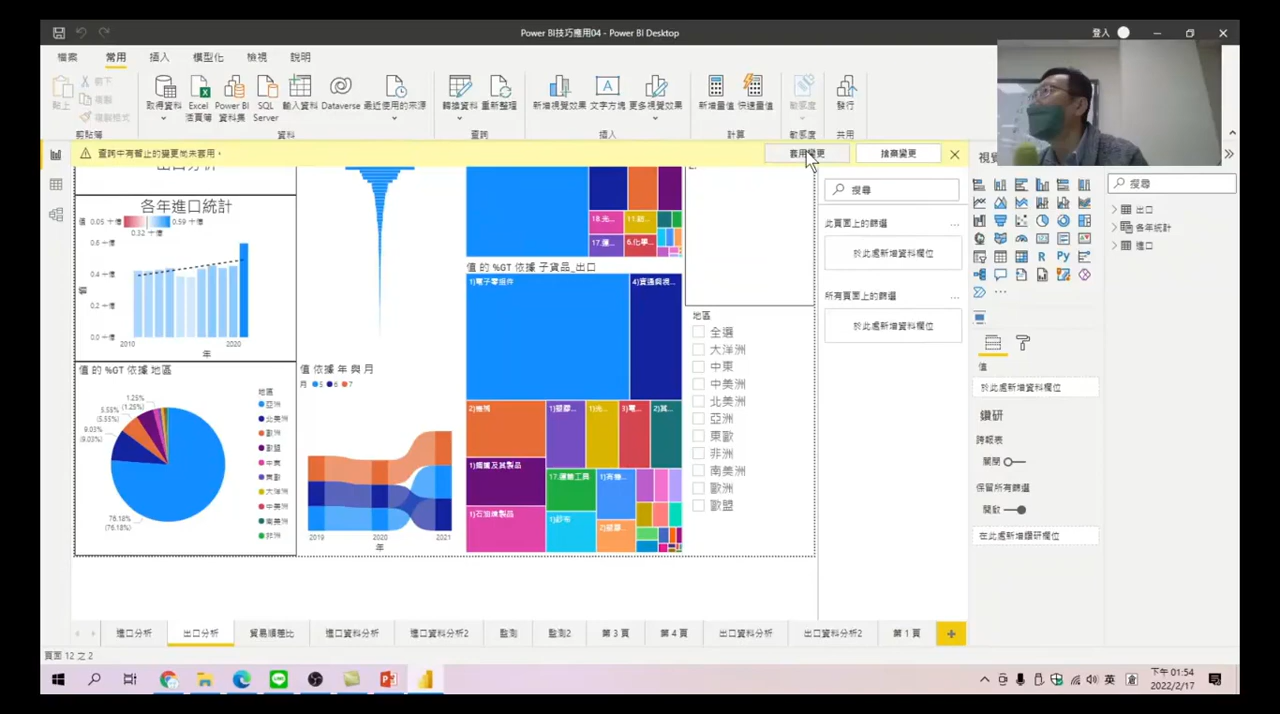 Power BI技巧應用04 - Power BI Desktop
登入
檔案 常用 插入 模型化 檢視 說明
貼上
剪下
複製
複製格式
取得資料
Excel 活頁簿
Power BI 資料集
SQL Server
輸入資料
Dataverse
最近使用的來源
轉換資料
重新整理
新增視覺效果
文字方塊
更多視覺效果
新增量值
快速量值
敏感度
發行
剪貼簿 資料 查詢 插入 計算 敏感度 共用
查詢中有暫止的變更尚未套用。
套用變更
捨棄變更
出口分析
各年進口統計
值 0.05 十億 0.59 十億
0.32 十億
0.6 十億
0.4 十億
0.2 十億
0.0 十億
2010 2020
年
值 的 %GT 依據 地區
1.25%
(1.25%)
5.55%
(5.55%)
9.03%
(9.03%)
76.18%
(76.18%)
地區
亞洲
北美洲
歐洲
歐盟
中東
東歐
大洋洲
中美洲
南美洲
非洲
值 依據 年 與 月
月 5 6 7
2019 2020 2021
年
18.光...
11.紡...
17.運...
6.化學...
值 的 %GT 依據 子貨品_出口
1)電子零組件
4)資通與視...
2)機械
1)塑膠...
1)光...
3)電...
2)其...
1)鋼鐵及其製品
17.運輸工具
1)有機...
1)石油煉製品
1)紗布
2)塑膠...
地區
全選
大洋洲
中東
中美洲
北美洲
亞洲
東歐
非洲
南美洲
歐洲
歐盟
搜尋
此頁面上的篩選 ...
於此處新增資料欄位
所有頁面上的篩選 ...
於此處新增資料欄位
R
Py
值
於此處新增資料欄位
鑽研
跨報表
關閉
保留所有篩選
開啟
在此處新增鑽研欄位
搜尋
出口
各年統計
進口
進口分析 出口分析 貿易順差比 進口資料分析 進口資料分析2 監測 監測2 第 3 頁 第 4 頁 出口資料分析 出口資料分析2 第 1 頁
頁面 12 之 2
英
下午 01:54
2022/2/17